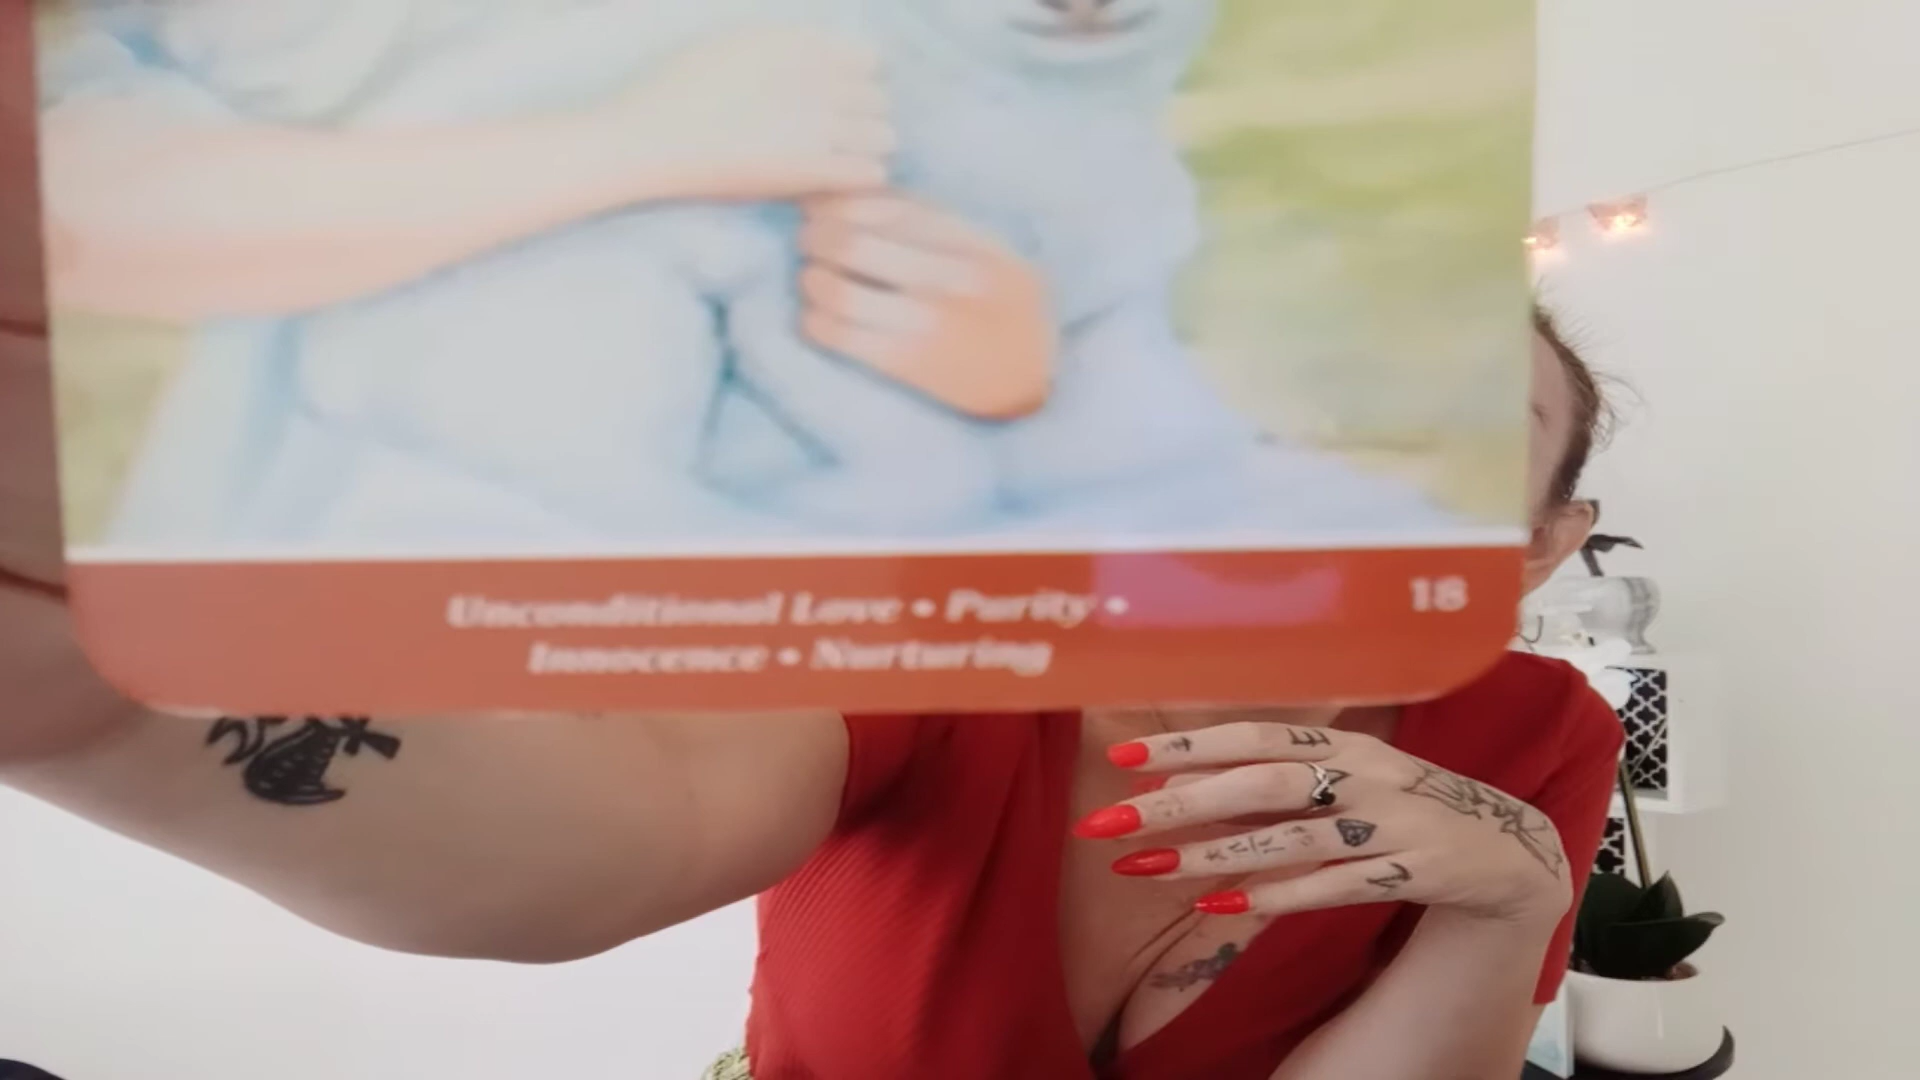 Unconditional Love • Purity •
Innocence • Nurturing
18